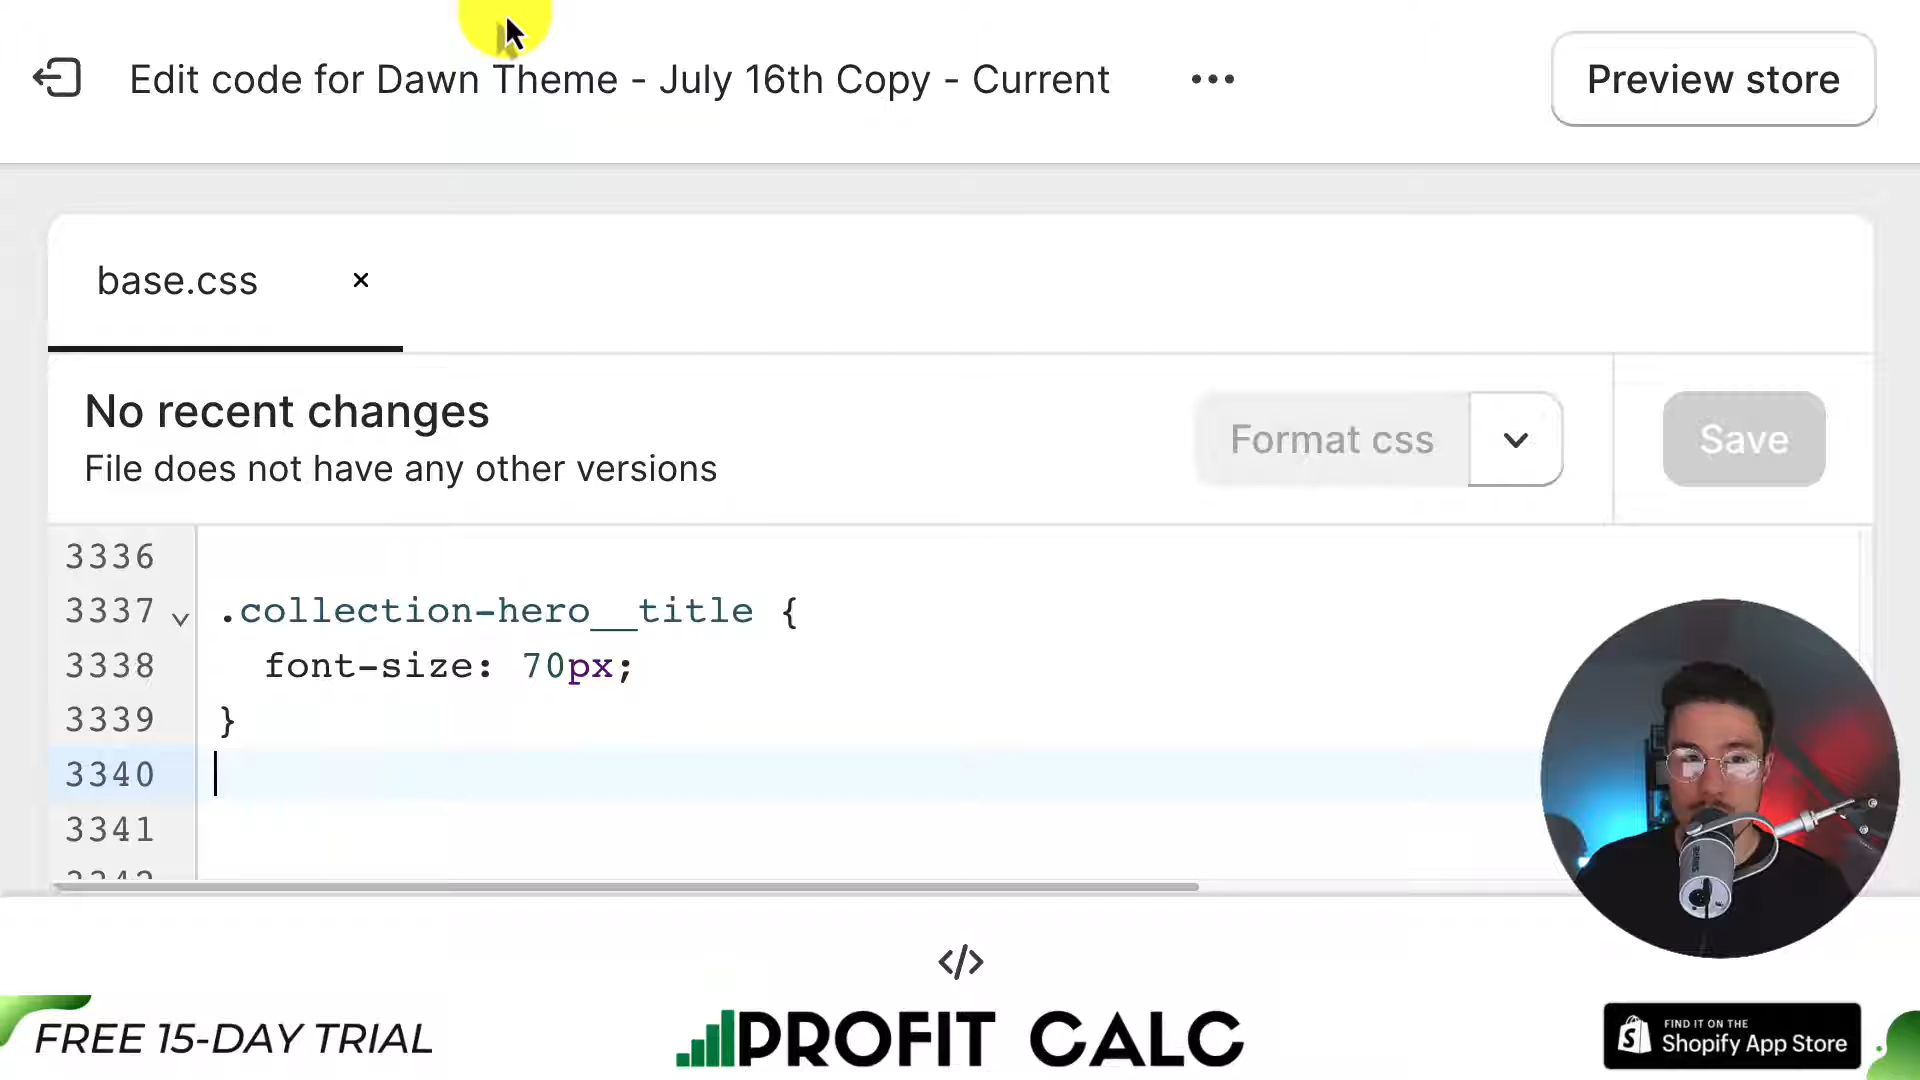 Edit code for Dawn Theme - July 16th Copy - Current
Preview store
base.css
No recent changes
File does not have any other versions
Format css
Save
3336
3337 .collection-hero__title {
3338 font-size: 70px;
3339 }
3340
3341
3342
</>
FREE 15-DAY TRIAL
PROFIT CALC
FIND IT ON THE
Shopify App Store